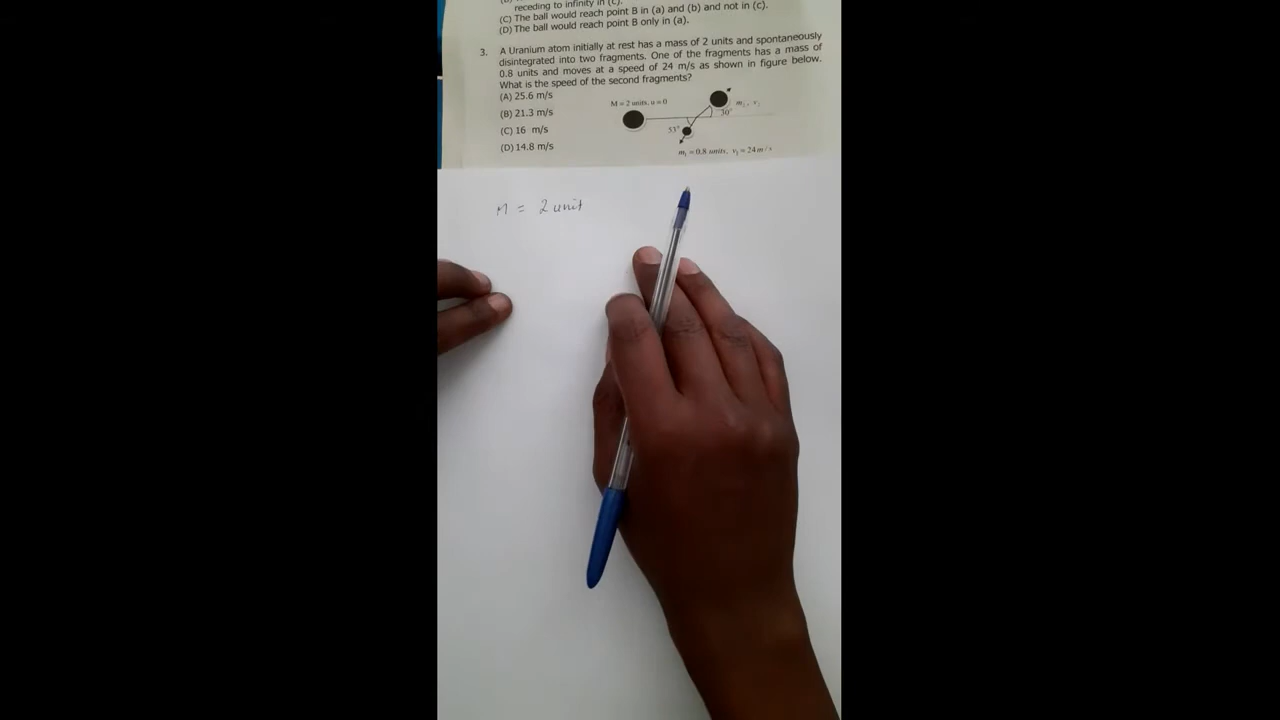 receding to infinity in (c).
(C) The ball would reach point B in (a) and (b) and not in (c).
(D) The ball would reach point B only in (a).
3. A Uranium atom initially at rest has a mass of 2 units and spontaneously
disintegrated into two fragments. One of the fragments has a mass of
0.8 units and moves at a speed of 24 m/s as shown in figure below.
What is the speed of the second fragments?
(A) 25.6 m/s
(B) 21.3 m/s
(C) 16 m/s
(D) 14.8 m/s
M = 2 units, u = 0
m₂, v₂
30°
53°
m₁ = 0.8 units, v₁ = 24 m/s
M = 2 unit